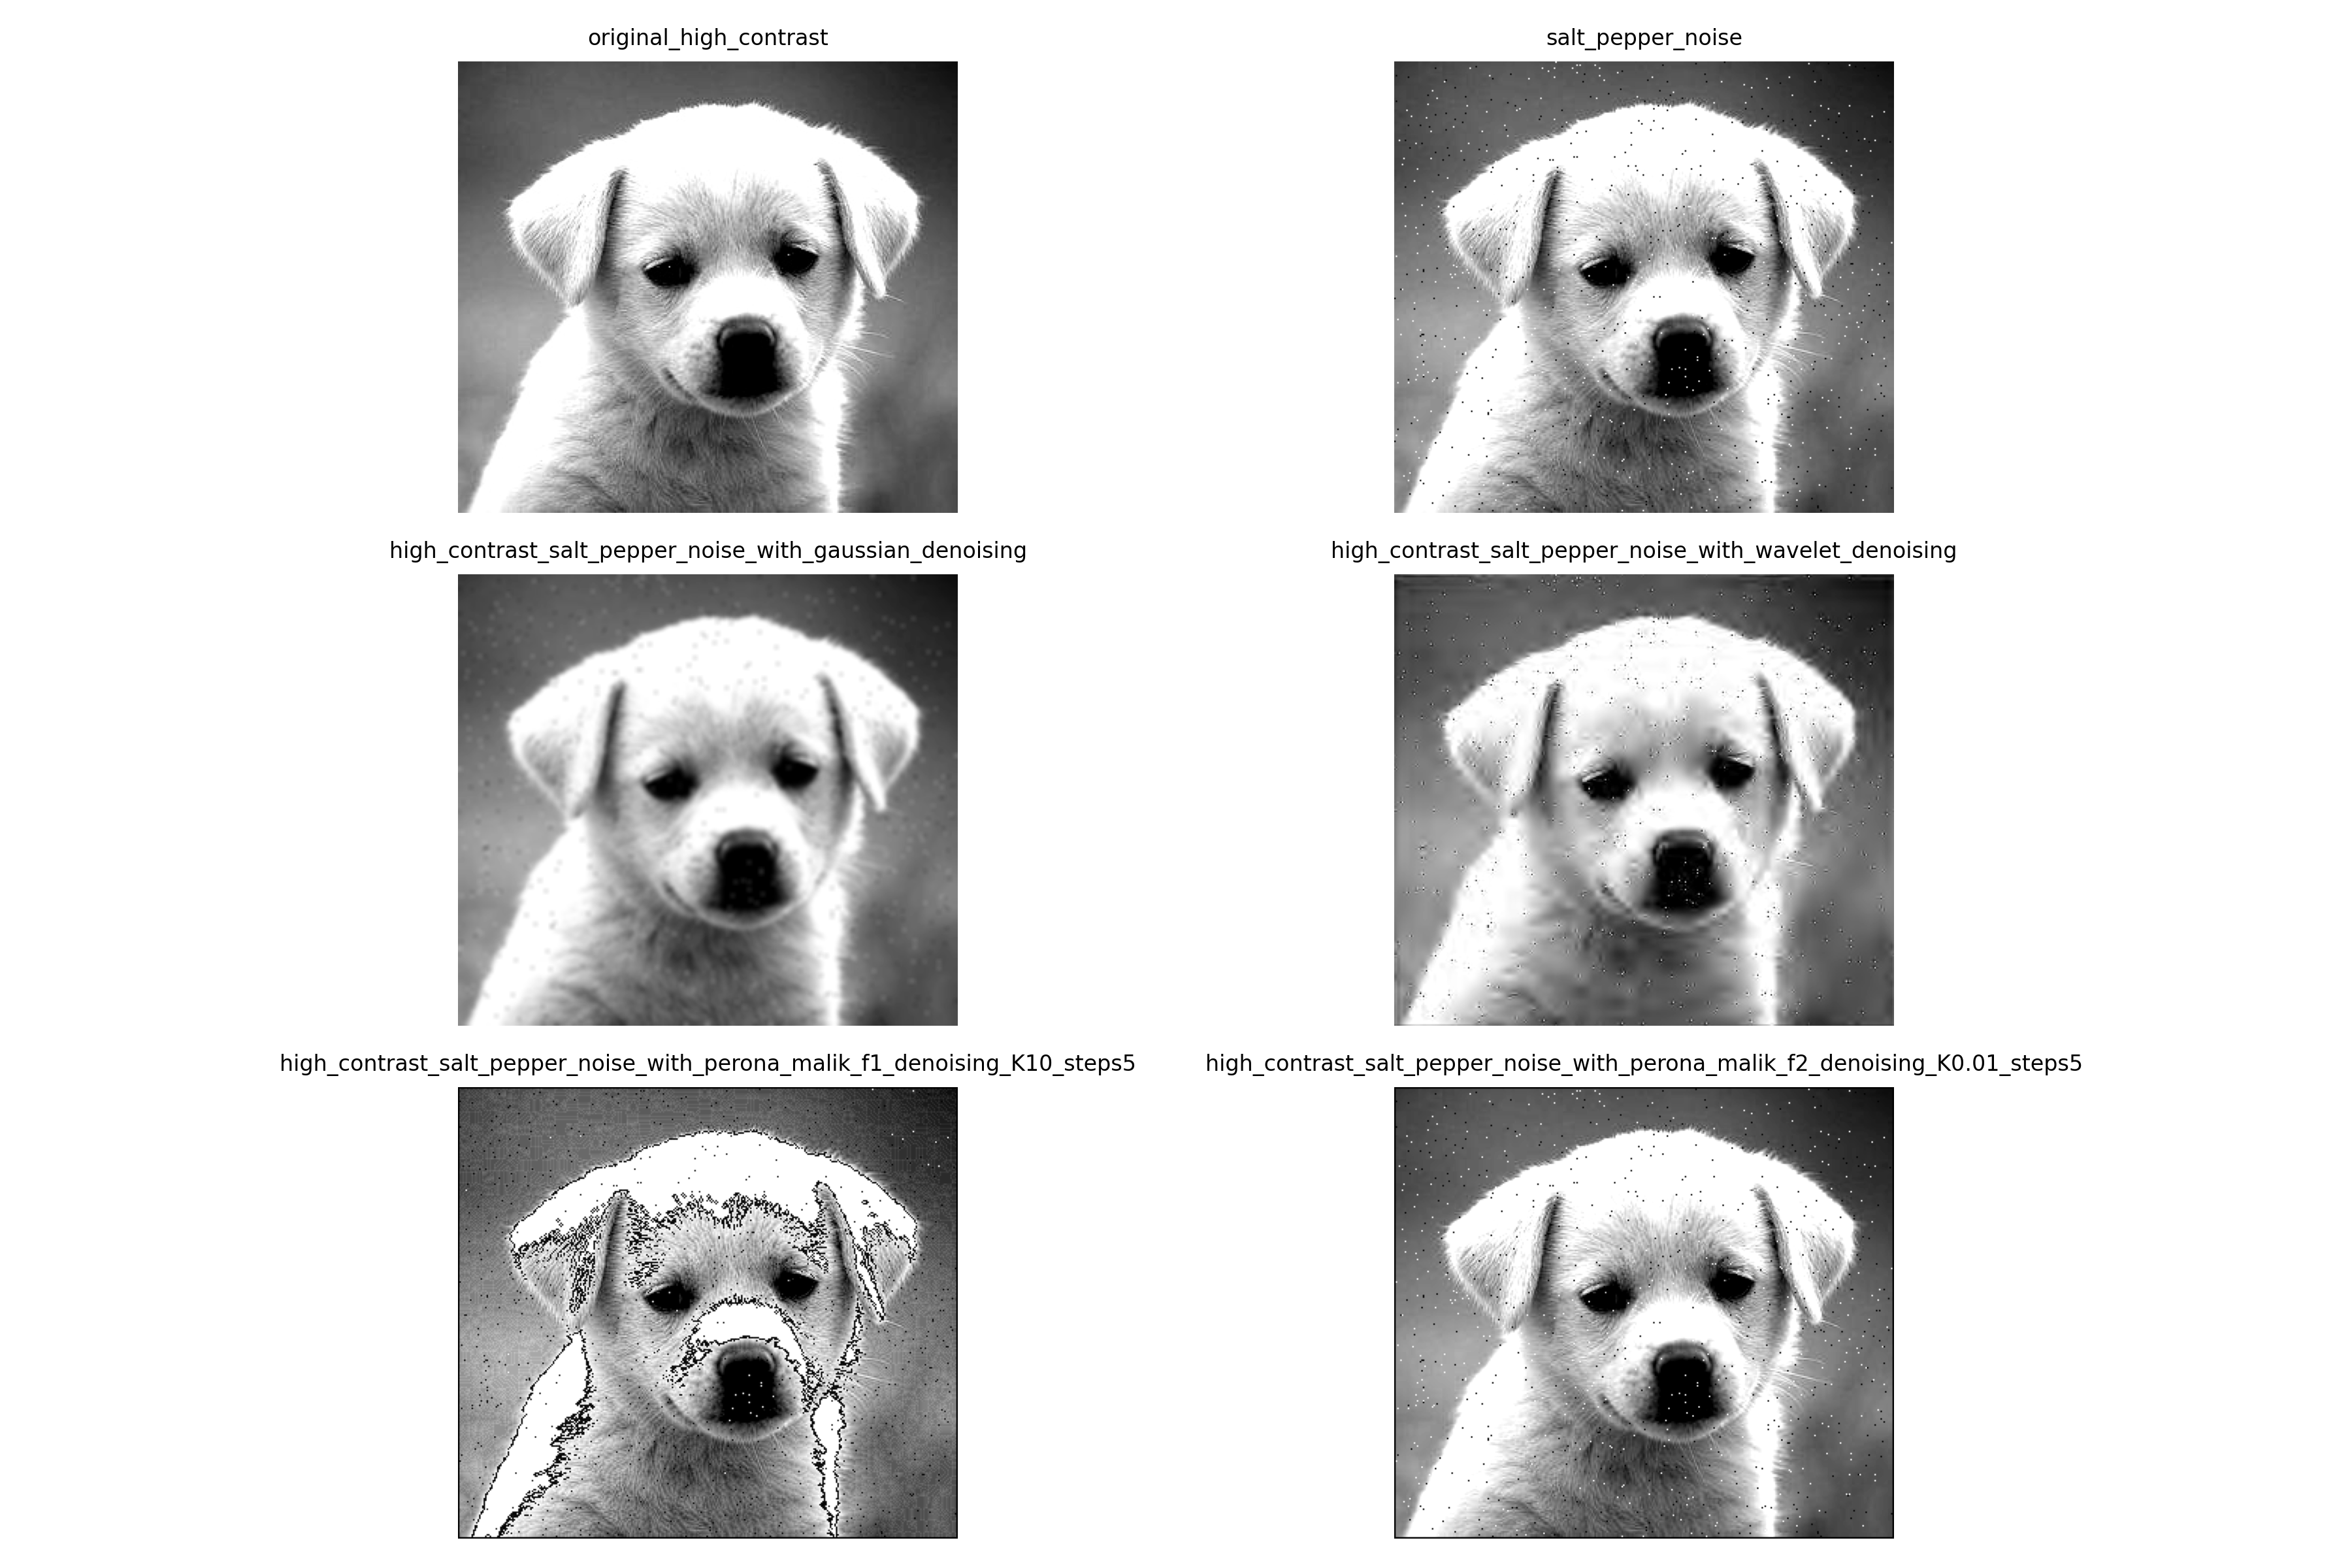 original_high_contrast
salt_pepper_noise
high_contrast_salt_pepper_noise_with_gaussian_denoising
high_contrast_salt_pepper_noise_with_wavelet_denoising
high_contrast_salt_pepper_noise_with_perona_malik_f1_denoising_K10_steps5
high_contrast_salt_pepper_noise_with_perona_malik_f2_denoising_K0.01_steps5